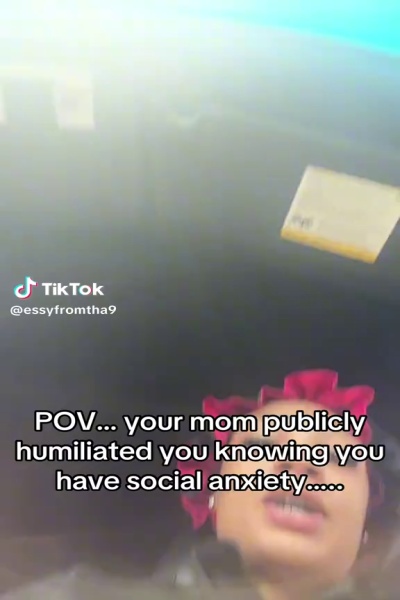 TikTok
@essyfromtha9
POV... your mom publicly
humiliated you knowing you
have social anxiety.....